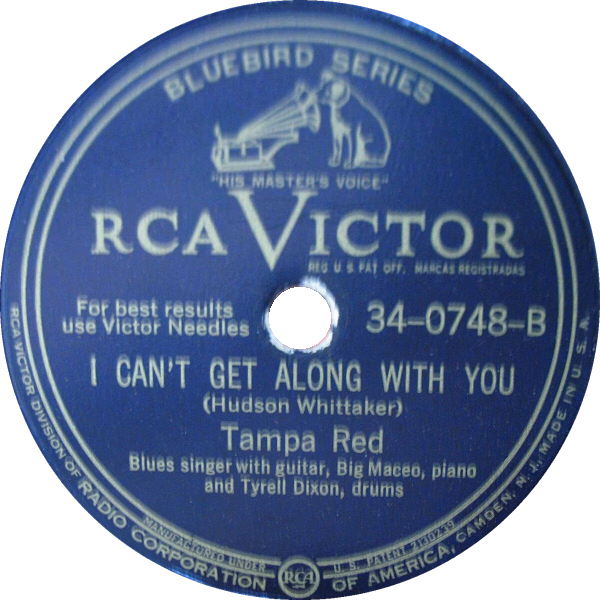 BLUEBIRD SERIES
"HIS MASTER'S VOICE"
RCA VICTOR
REG U.S. PAT OFF. MARCAS REGISTRADAS
For best results
use Victor Needles
34–0748–B
I CAN'T GET ALONG WITH YOU
(Hudson Whittaker)
Tampa Red
Blues singer with guitar, Big Maceo, piano
and Tyrell Dixon, drums
MANUFACTURED UNDER U.S. PATENT 2130239
RCA VICTOR DIVISION OF RADIO CORPORATION OF AMERICA, CAMDEN, N. J., MADE IN U. S. A.
RCA